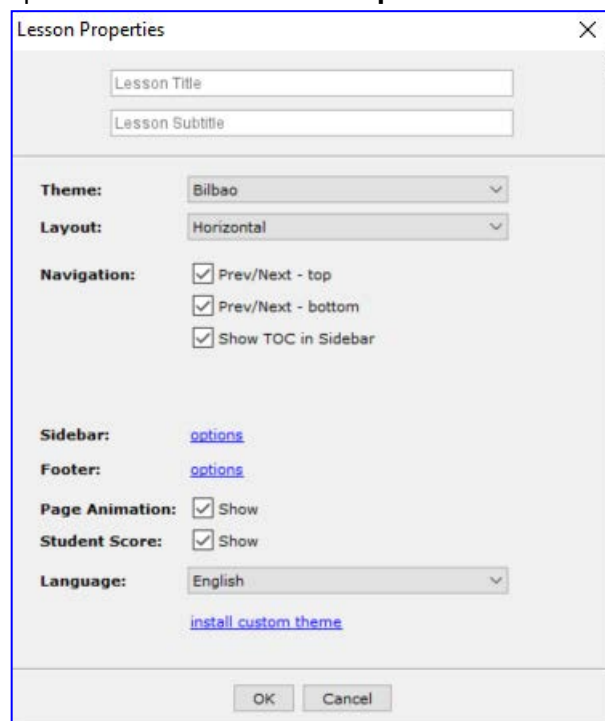 Lesson Properties
Lesson Title
Lesson Subtitle
Theme: Bilbao
Layout: Horizontal
Navigation: Prev/Next - top
Prev/Next - bottom
Show TOC in Sidebar
Sidebar: options
Footer: options
Page Animation: Show
Student Score: Show
Language: English
install custom theme
OK Cancel